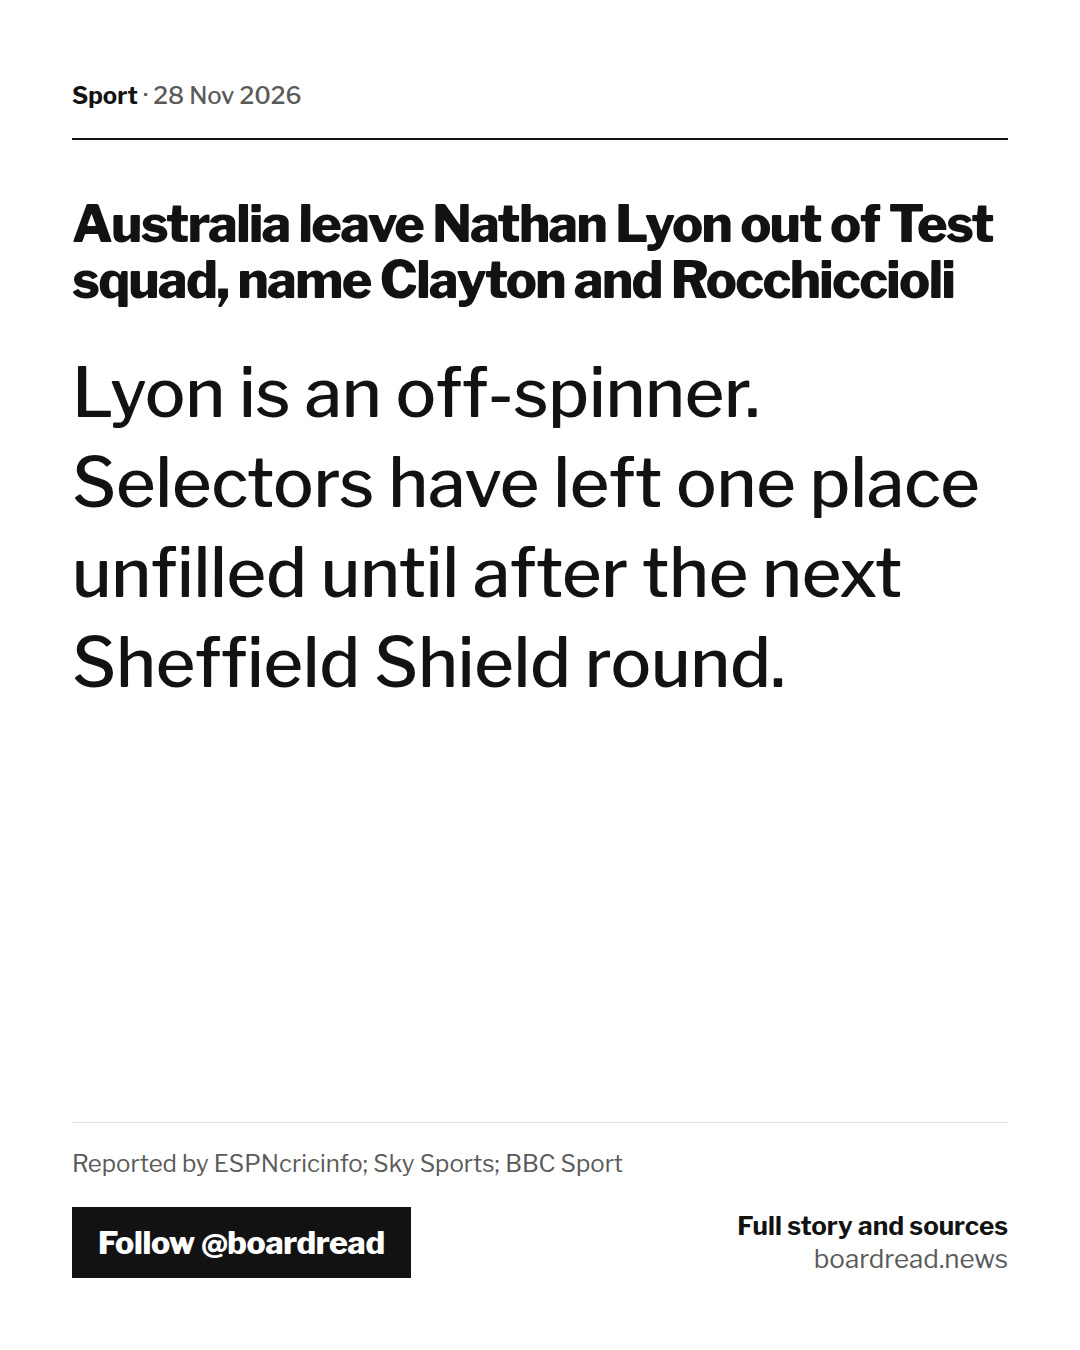 Sport · 28 Nov 2026
Australia leave Nathan Lyon out of Test
squad, name Clayton and Rocchiccioli
Lyon is an off-spinner.
Selectors have left one place
unfilled until after the next
Sheffield Shield round.
Reported by ESPNcricinfo; Sky Sports; BBC Sport
Follow @boardread
Full story and sources
boardread.news